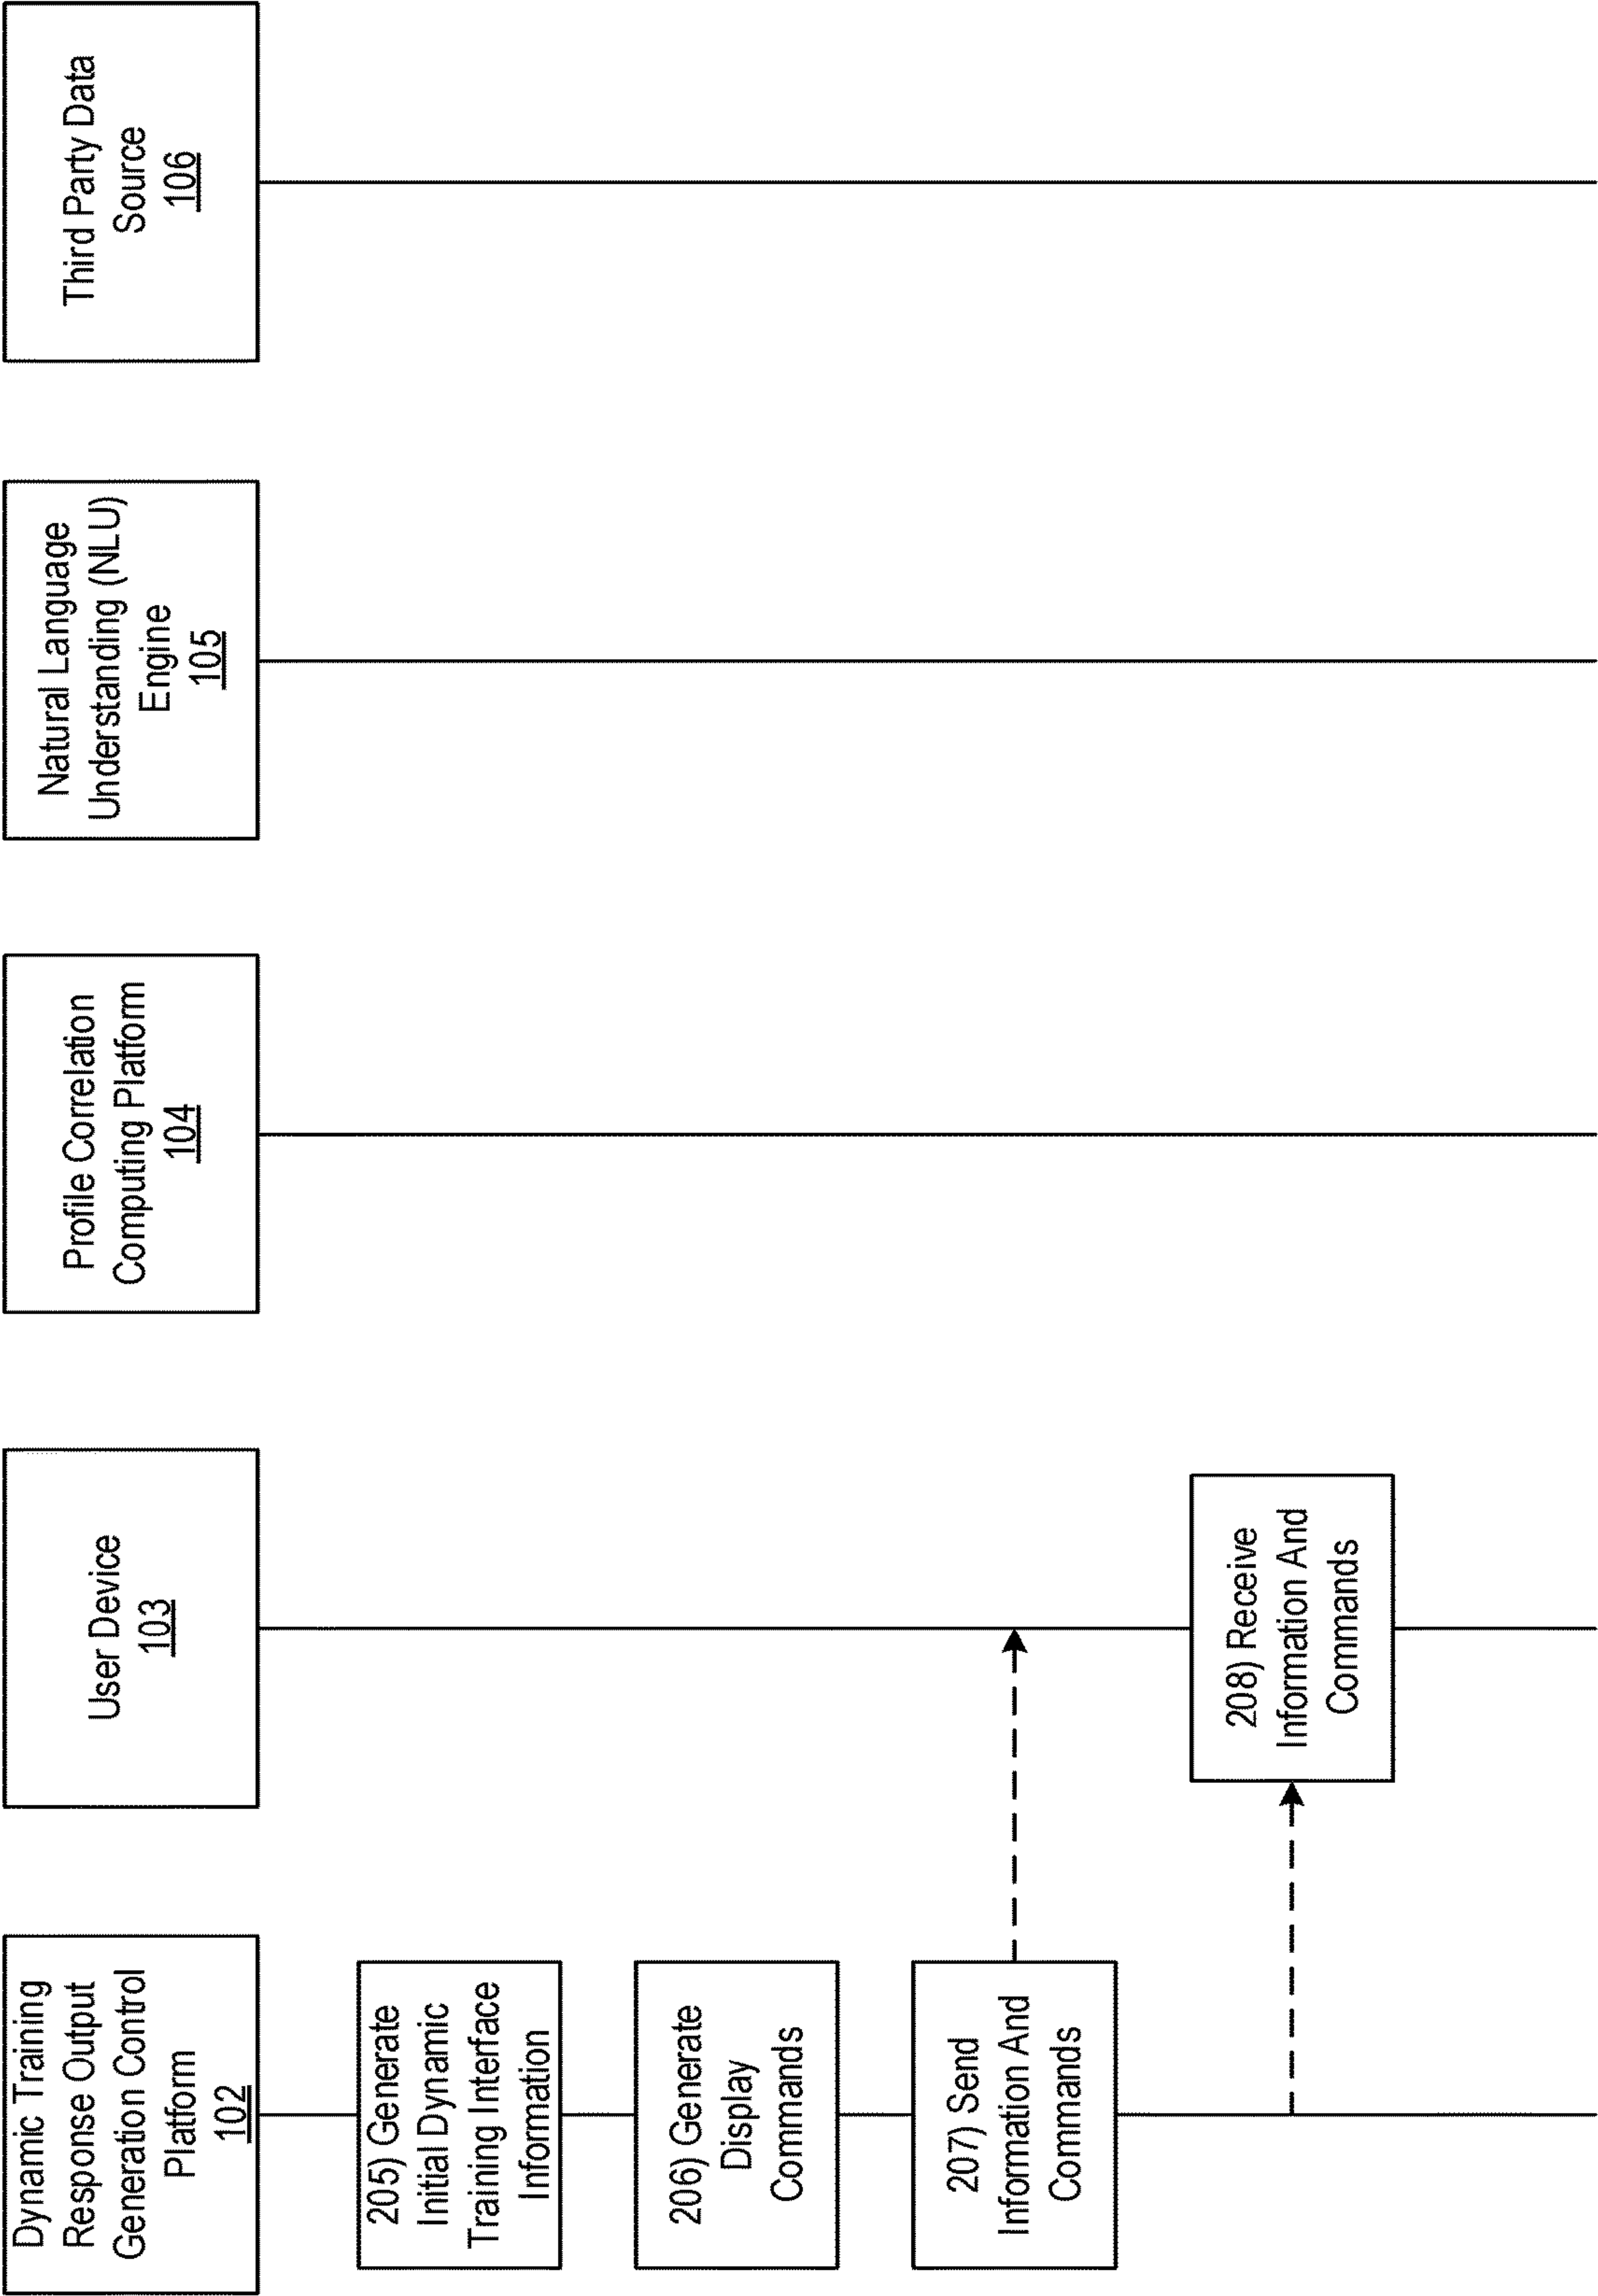 Dynamic Training
Response Output
Generation Control
Platform
102
User Device
103
Profile Correlation
Computing Platform
104
Natural Language
Understanding (NLU)
Engine
105
Third Party Data
Source
106
205) Generate
Initial Dynamic
Training Interface
Information
206) Generate
Display
Commands
207) Send
Information And
Commands
208) Receive
Information And
Commands